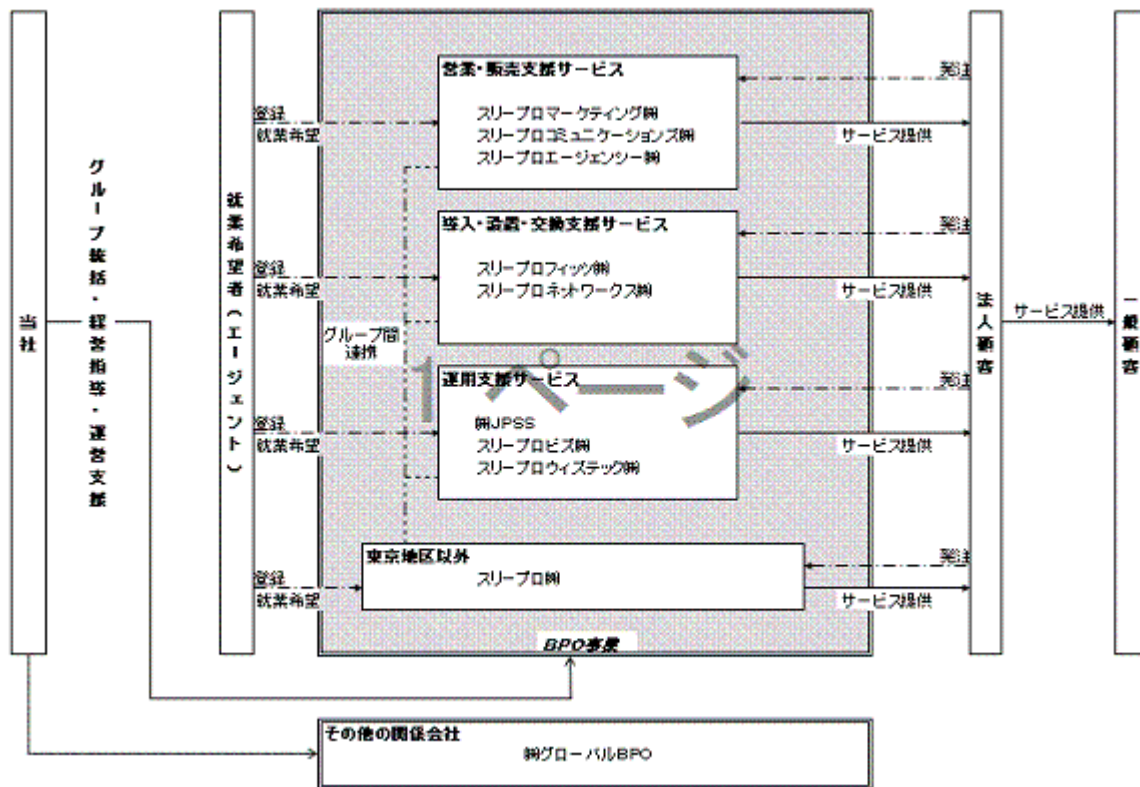 当社
グループ統括・経営指導・運営支援
就業希望者(エージェント)
営業・販売支援サービス
スリープロマーケティング㈱
スリープロコミュニケーションズ㈱
スリープロエージェンシー㈱
登録
就業希望
発注
サービス提供
導入・設置・交換支援サービス
スリープロフィッツ㈱
スリープロネットワークス㈱
登録
就業希望
発注
サービス提供
グループ間
連携
1ページ
運用支援サービス
㈱JPSS
スリープロビズ㈱
スリープロウィズテック㈱
登録
就業希望
発注
サービス提供
東京地区以外
スリープロ㈱
登録
就業希望
発注
サービス提供
BPO事業
法人顧客
サービス提供
一般顧客
その他の関係会社
㈱グローバルBPO